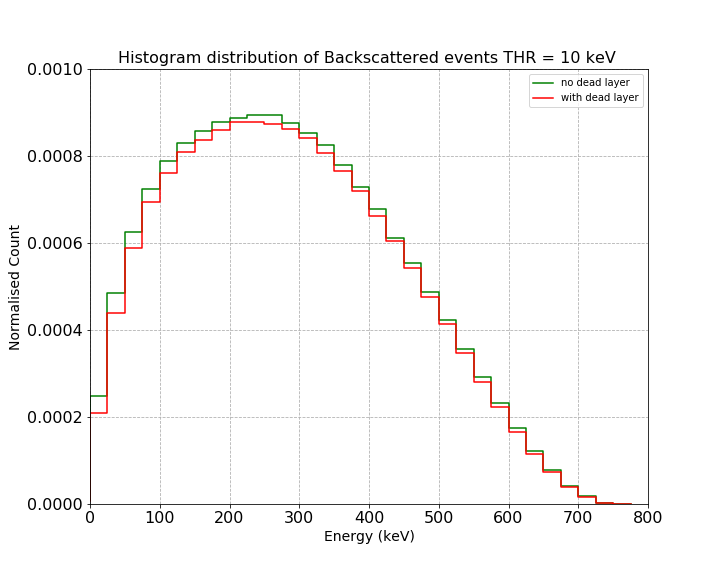 Histogram distribution of Backscattered events THR = 10 keV
no dead layer
with dead layer
Normalised Count
0.0010
0.0008
0.0006
0.0004
0.0002
0.0000
0 100 200 300 400 500 600 700 800
Energy (keV)